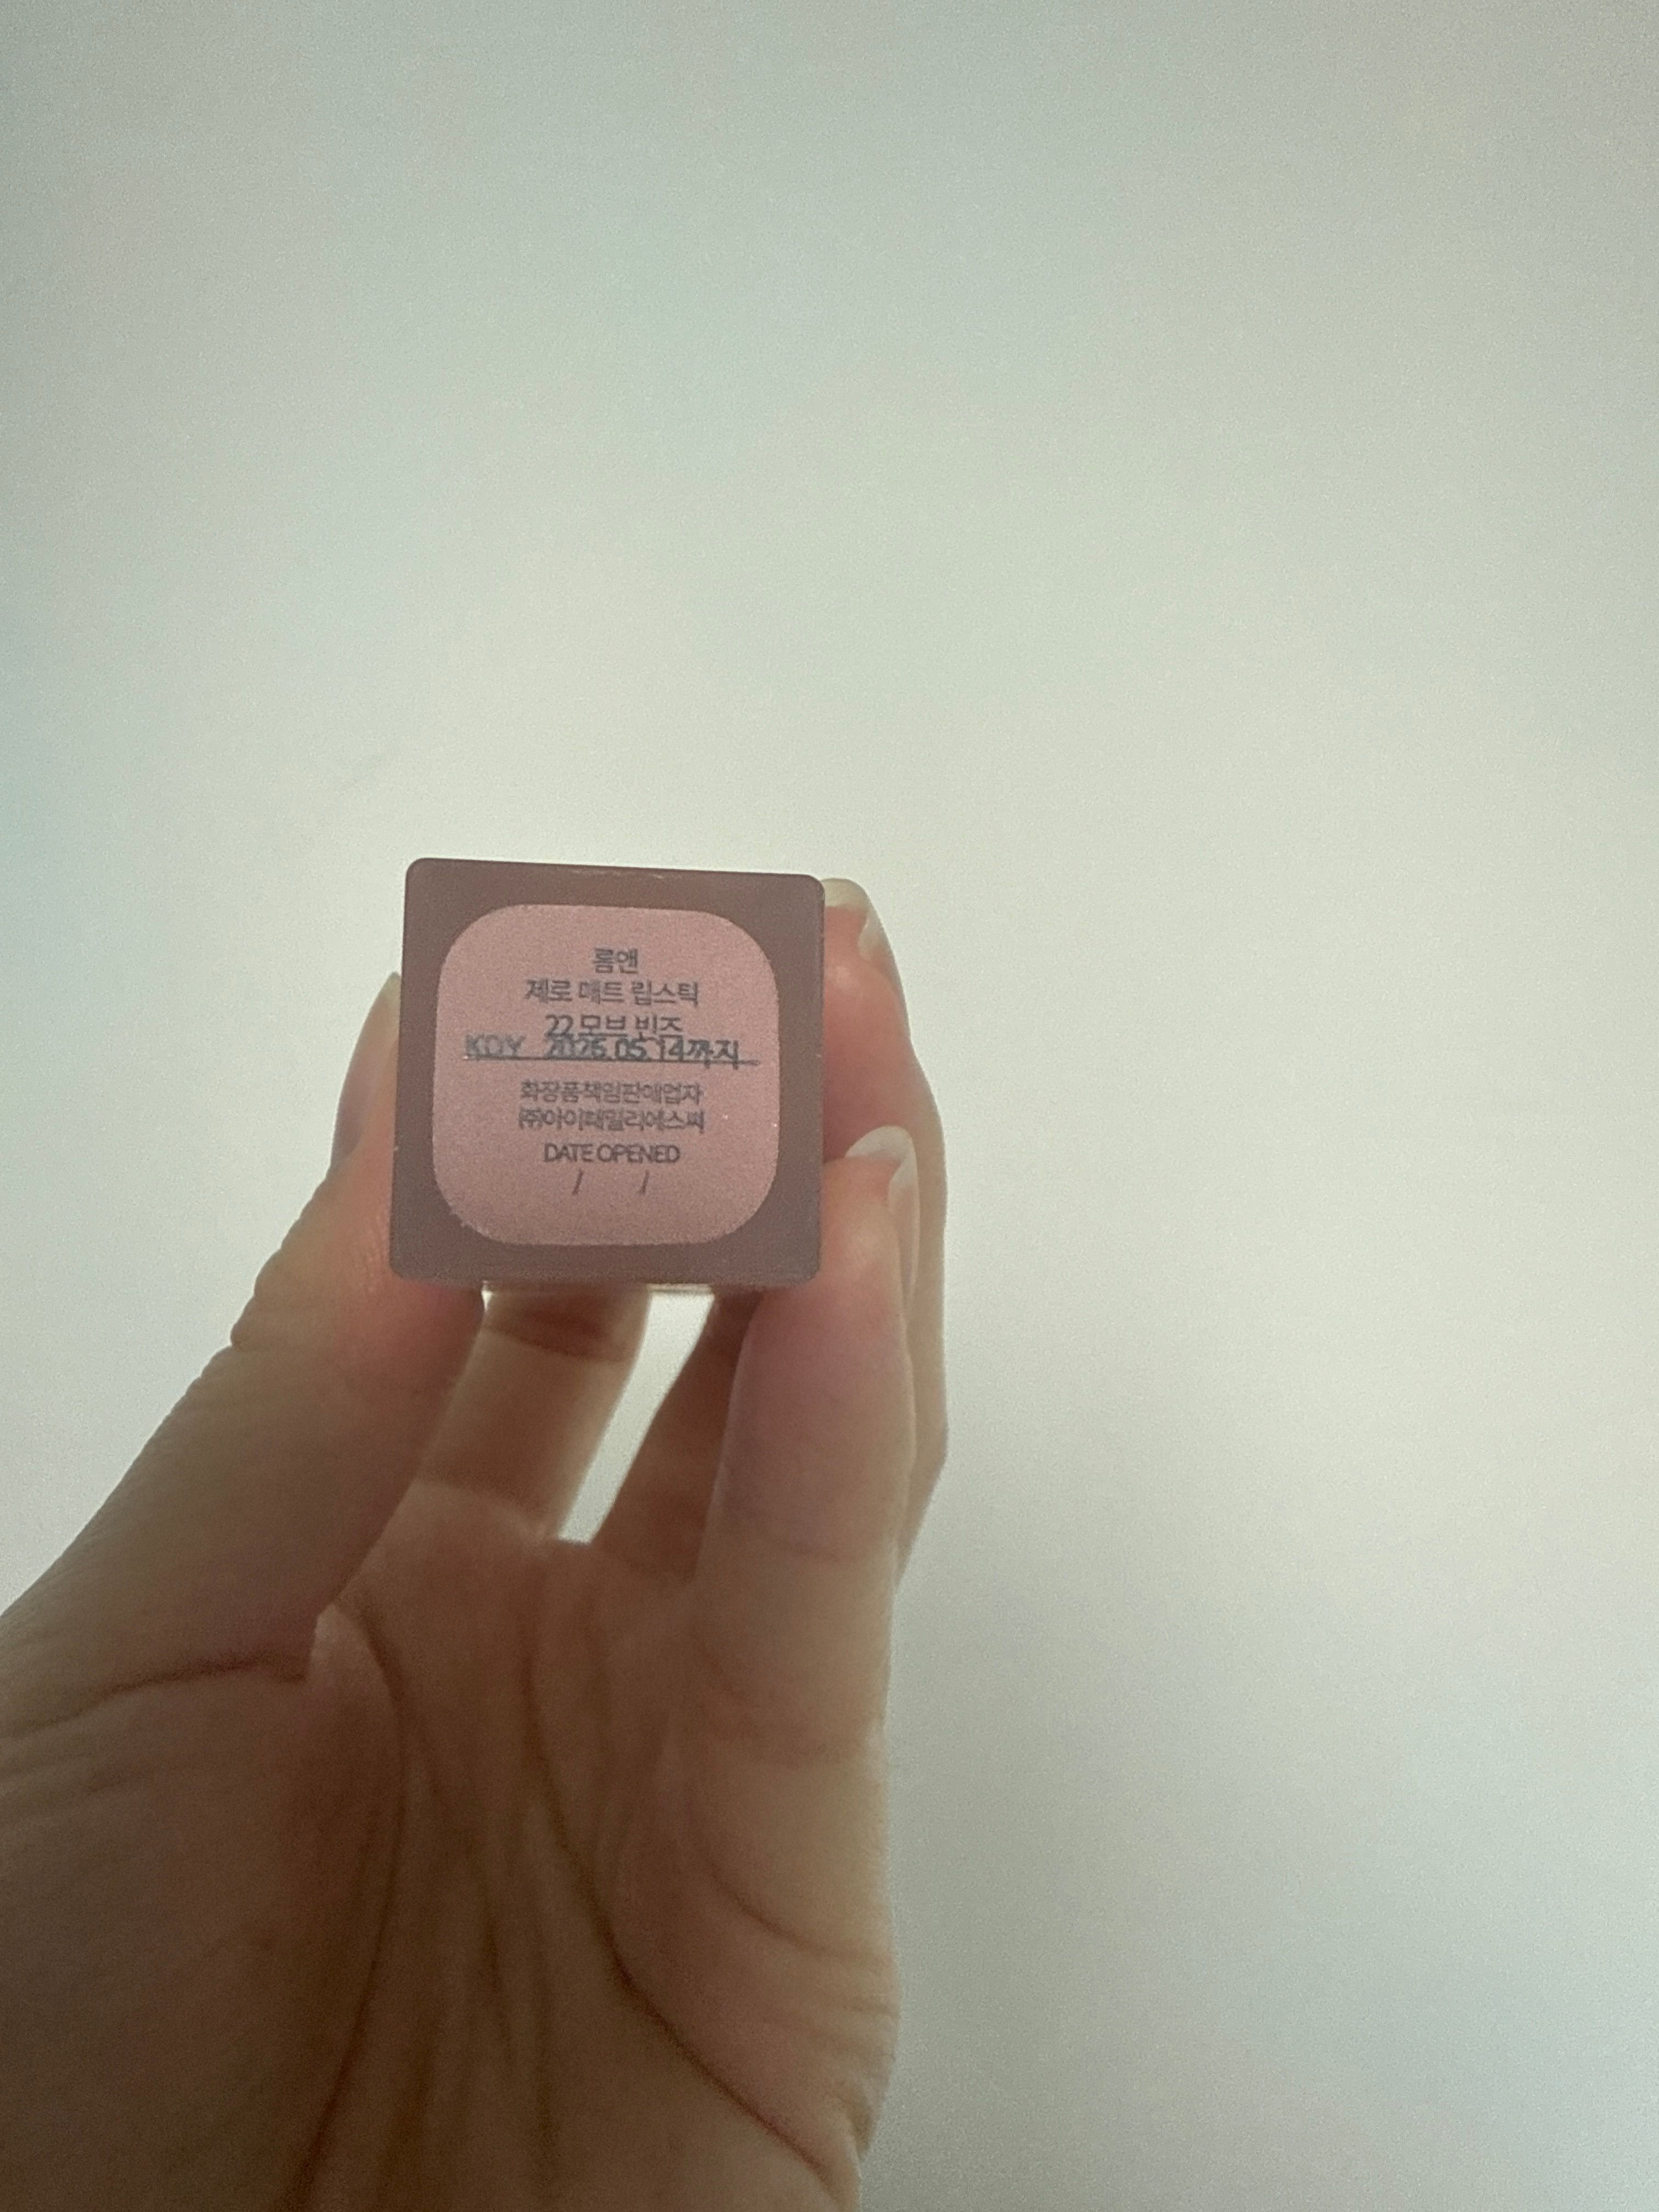 롬앤
제로 매트 립스틱
22 모브 빈즈
KOY 2026.05.14까지
화장품책임판매업자
㈜아이패밀리에스씨
DATE OPENED
/ /